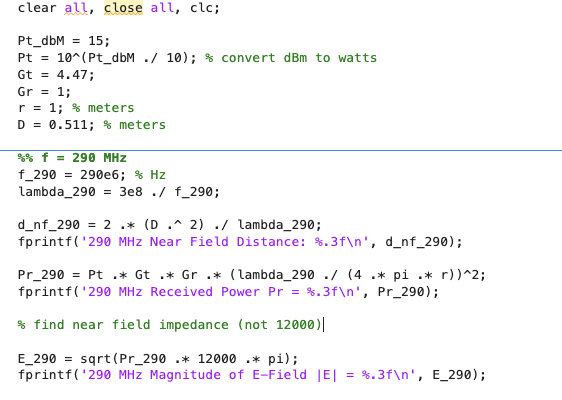 clear all, close all, clc;
Pt_dbM = 15;
Pt = 10^(Pt_dbM ./ 10); % convert dBm to watts
Gt = 4.47;
Gr = 1;
r = 1; % meters
D = 0.511; % meters
%% f = 290 MHz
f_290 = 290e6; % Hz
lambda_290 = 3e8 ./ f_290;
d_nf_290 = 2 .* (D .^ 2) ./ lambda_290;
fprintf('290 MHz Near Field Distance: %.3f\n', d_nf_290);
Pr_290 = Pt .* Gt .* Gr .* (lambda_290 ./ (4 .* pi .* r))^2;
fprintf('290 MHz Received Power Pr = %.3f\n', Pr_290);
% find near field impedance (not 12000)
E_290 = sqrt(Pr_290 .* 12000 .* pi);
fprintf('290 MHz Magnitude of E-Field |E| = %.3f\n', E_290);